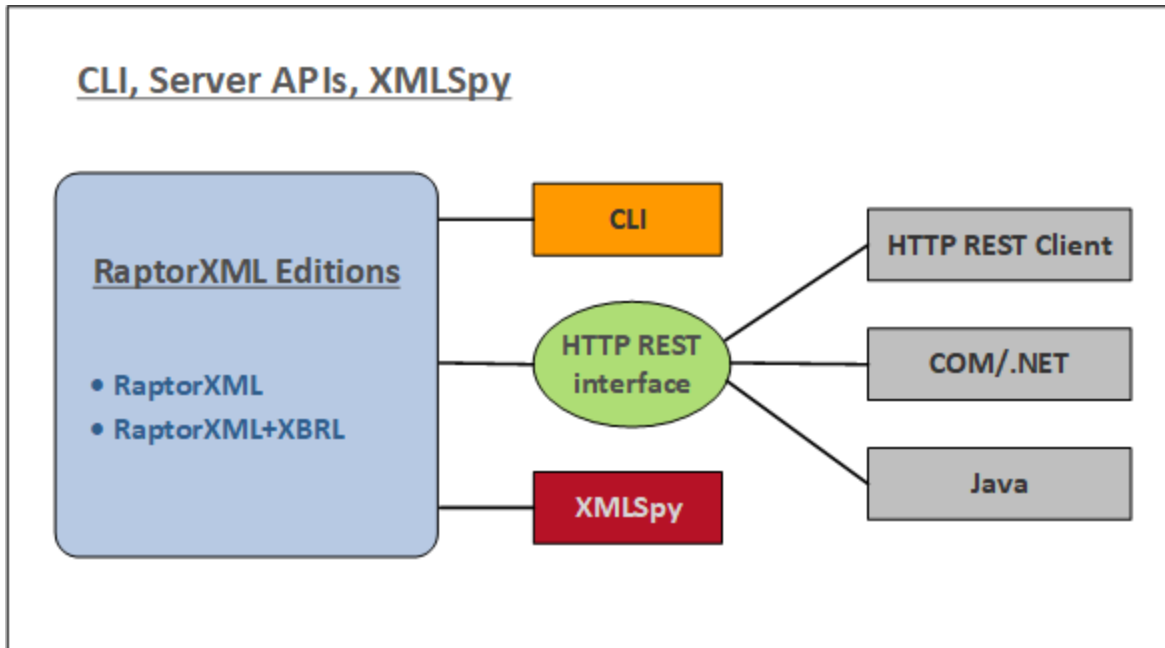 CLI, Server APIs, XMLSpy
RaptorXML Editions
• RaptorXML
• RaptorXML+XBRL
CLI
HTTP REST
interface
XMLSpy
HTTP REST Client
COM/.NET
Java